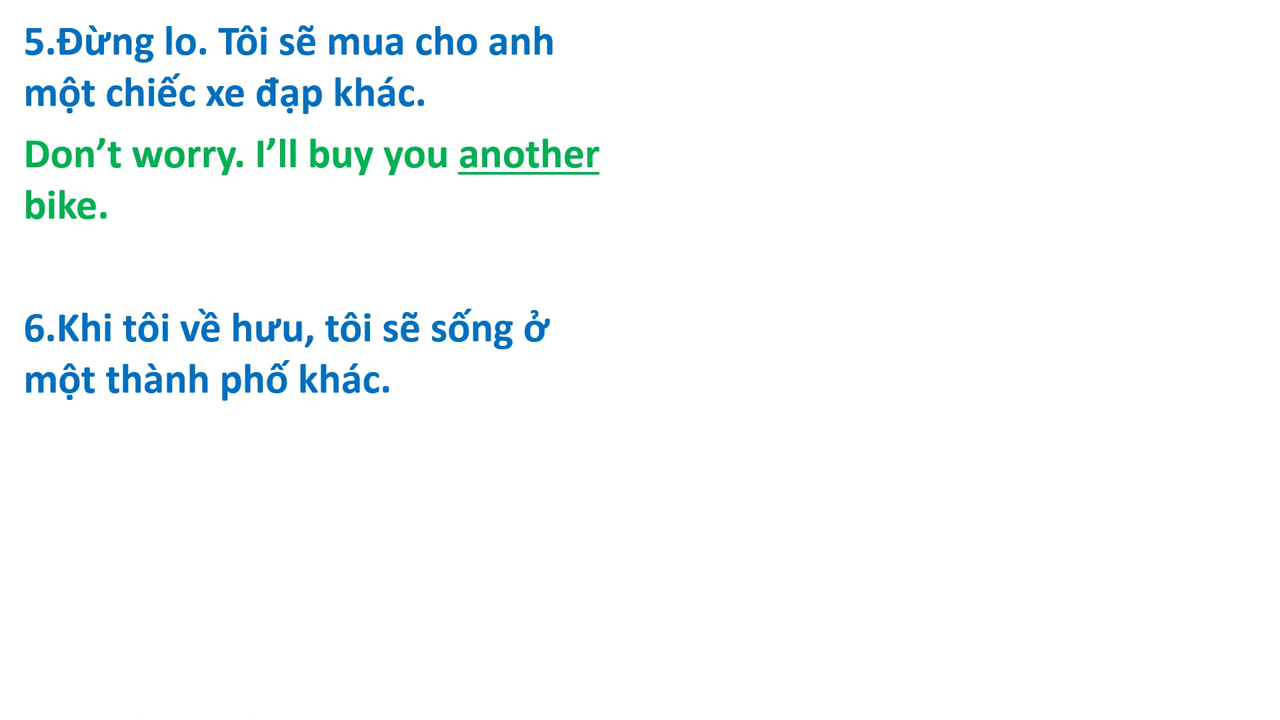 5.Đừng lo. Tôi sẽ mua cho anh
một chiếc xe đạp khác.
Don’t worry. I’ll buy you another
bike.
6.Khi tôi về hưu, tôi sẽ sống ở
một thành phố khác.